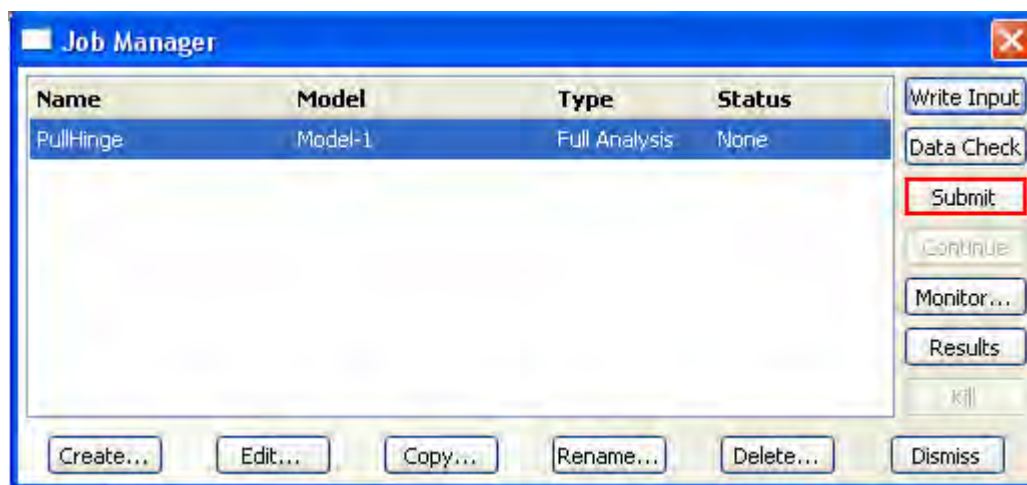 Job Manager
Name Model Type Status
PullHinge Model-1 Full Analysis None
Write Input
Data Check
Submit
Continue
Monitor...
Results
Kill
Create... Edit... Copy... Rename... Delete... Dismiss